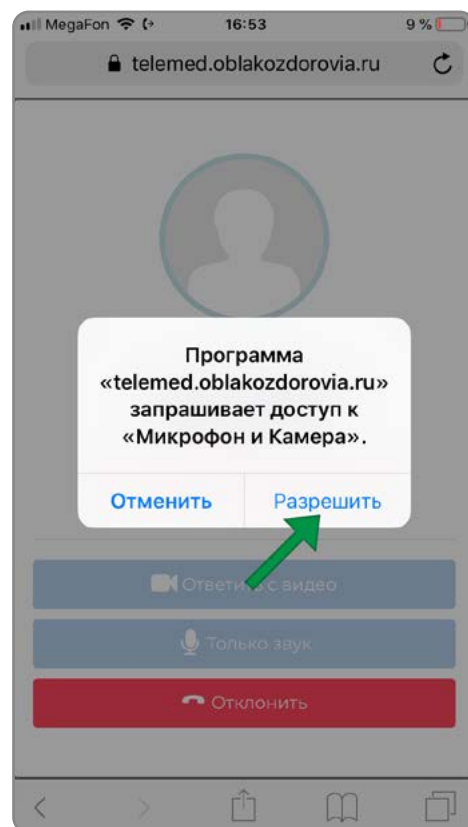 MegaFon 16:53 9 %
telemed.oblakozdorovia.ru
Программа
«telemed.oblakozdorovia.ru»
запрашивает доступ к
«Микрофон и Камера».
Отменить Разрешить
Ответить с видео
Только звук
Отклонить